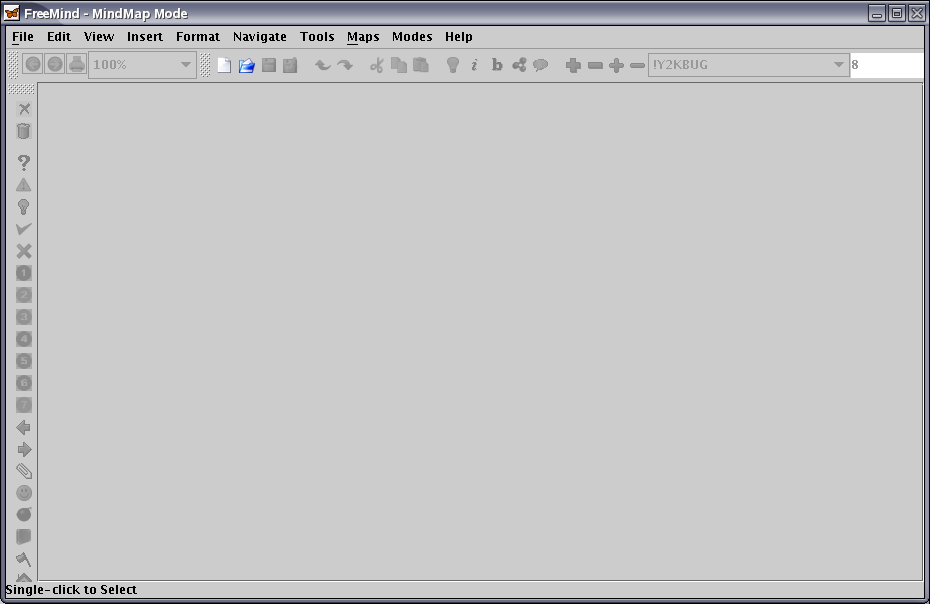 FreeMind - MindMap Mode
File Edit View Insert Format Navigate Tools Maps Modes Help
100% i b !Y2KBUG 8
?
1
2
3
4
5
6
7
Single-click to Select